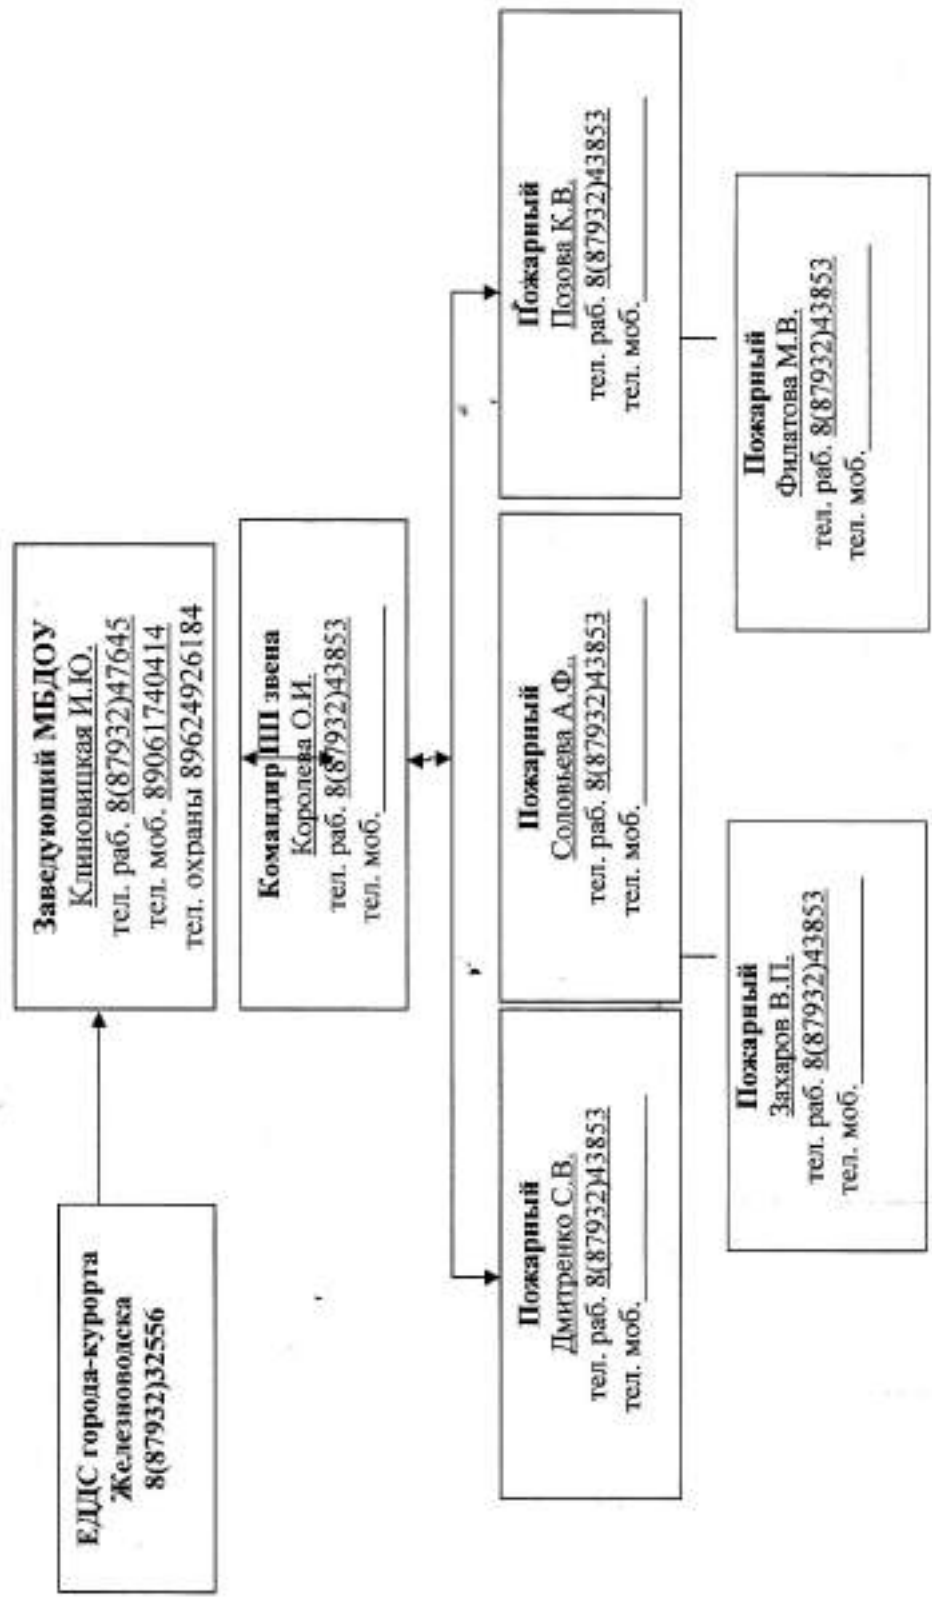 ЕДДС города-курорта
Железноводска
8(87932)32556
Заведующий МБДОУ
Клиновицкая И.Ю.
тел. раб. 8(87932)47645
тел. моб. 89061740414
тел. охраны 89624926184
Командир ПП звена
Королева О.И.
тел. раб. 8(87932)43853
тел. моб.
Пожарный
Дмитренко С.В.
тел. раб. 8(87932)43853
тел. моб.
Пожарный
Соловьева А.Ф.
тел. раб. 8(87932)43853
тел. моб.
Пожарный
Позова К.В.
тел. раб. 8(87932)43853
тел. моб.
Пожарный
Захаров В.П.
тел. раб. 8(87932)43853
тел. моб.
Пожарный
Филатова М.В.
тел. раб. 8(87932)43853
тел. моб.